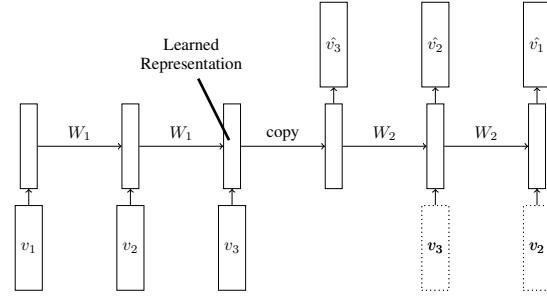 v̂₃ v̂₂ v̂₁
Learned
Representation
W₁ W₁ copy W₂ W₂
v₁ v₂ v₃ v₃ v₂